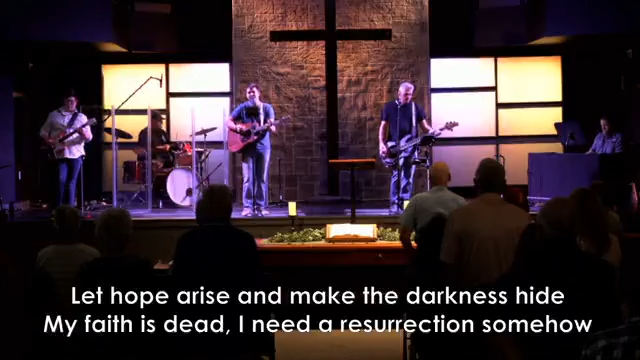 Let hope arise and make the darkness hide
My faith is dead, I need a resurrection somehow